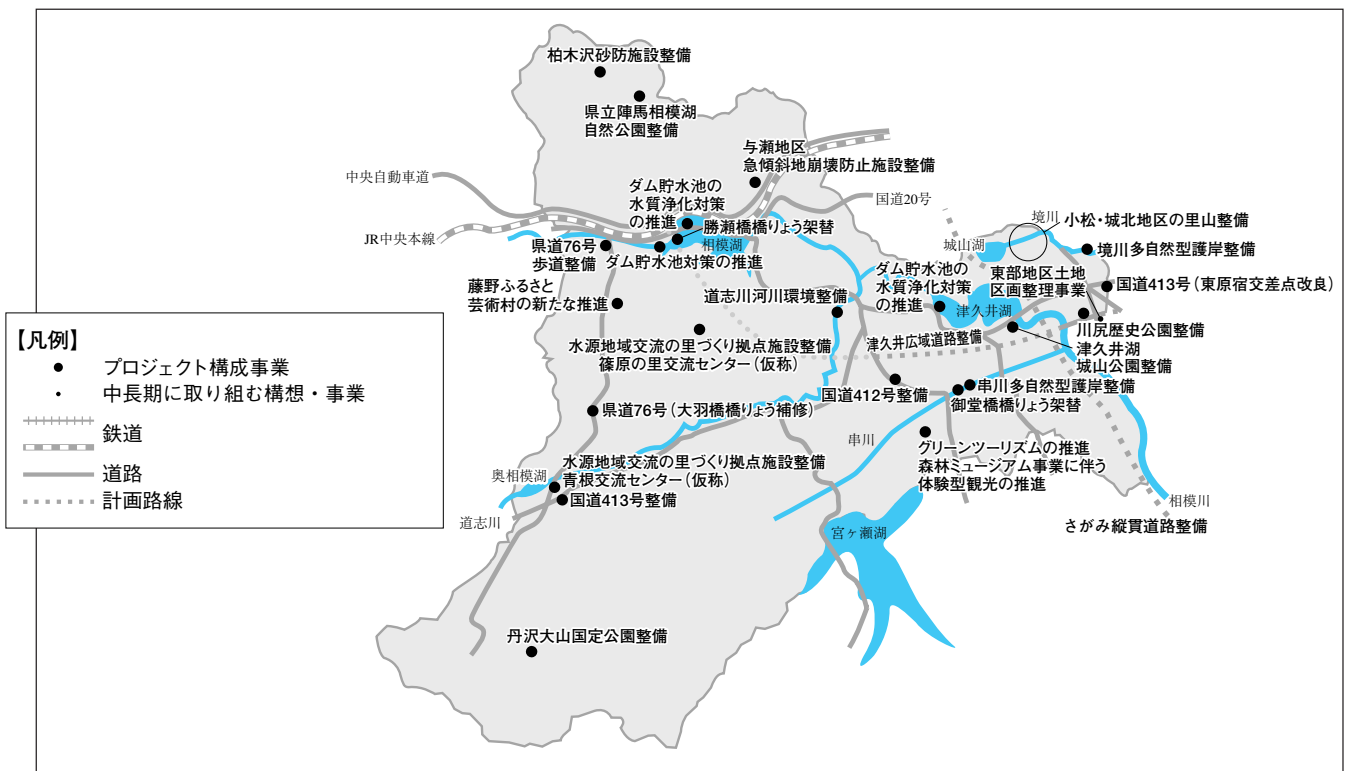 柏木沢砂防施設整備
県立陣馬相模湖
自然公園整備
与瀬地区
急傾斜地崩壊防止施設整備
中央自動車道
ダム貯水池の
水質浄化対策
の推進
国道20号
JR中央本線
県道76号
歩道整備
勝瀬橋橋りょう架替
相模湖
ダム貯水池対策の推進
境川
小松・城北地区の里山整備
城山湖
境川多自然型護岸整備
東部地区土地
区画整理事業
国道413号（東原宿交差点改良）
ダム貯水池の
水質浄化対策
の推進
津久井湖
川尻歴史公園整備
津久井湖
城山公園整備
藤野ふるさと
芸術村の新たな推進
道志川河川環境整備
津久井広域道路整備
水源地域交流の里づくり拠点施設整備
篠原の里交流センター（仮称）
国道412号整備
串川多自然型護岸整備
御堂橋橋りょう架替
県道76号（大羽橋橋りょう補修）
串川
グリーンツーリズムの推進
森林ミュージアム事業に伴う
体験型観光の推進
水源地域交流の里づくり拠点施設整備
青根交流センター（仮称）
奥相模湖
国道413号整備
道志川
相模川
さがみ縦貫道路整備
宮ヶ瀬湖
丹沢大山国定公園整備
【凡例】
プロジェクト構成事業
中長期に取り組む構想・事業
鉄道
道路
計画路線